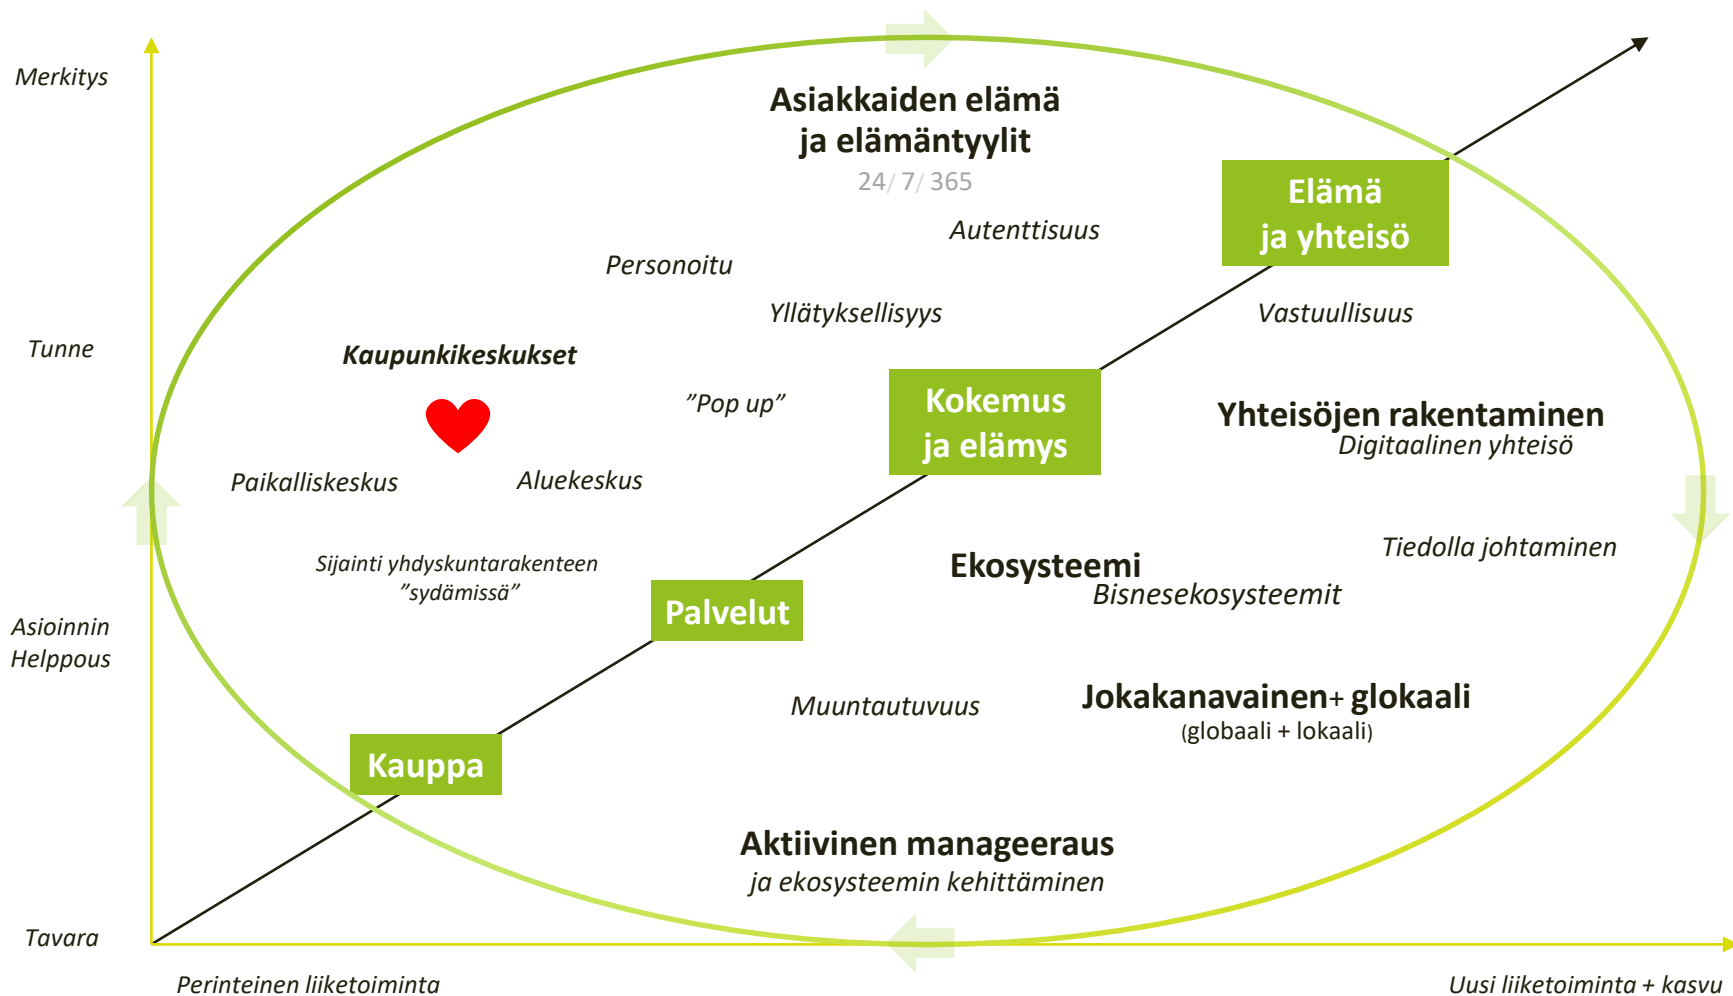 Merkitys
Asiakkaiden elämä
ja elämäntyylit
24/ 7/ 365
Elämä
ja yhteisö
Autenttisuus
Personoitu
Yllätyksellisyys
Vastuullisuus
Tunne
Kaupunkikeskukset
”Pop up”
Kokemus
ja elämys
Yhteisöjen rakentaminen
Digitaalinen yhteisö
Paikalliskeskus
Aluekeskus
Sijainti yhdyskuntarakenteen
”sydämissä”
Ekosysteemi
Bisnesekosysteemit
Tiedolla johtaminen
Palvelut
Asioinnin
Helppous
Muuntautuvuus
Jokakanavainen+ glokaali
(globaali + lokaali)
Kauppa
Aktiivinen manageeraus
ja ekosysteemin kehittäminen
Tavara
Perinteinen liiketoiminta
Uusi liiketoiminta + kasvu